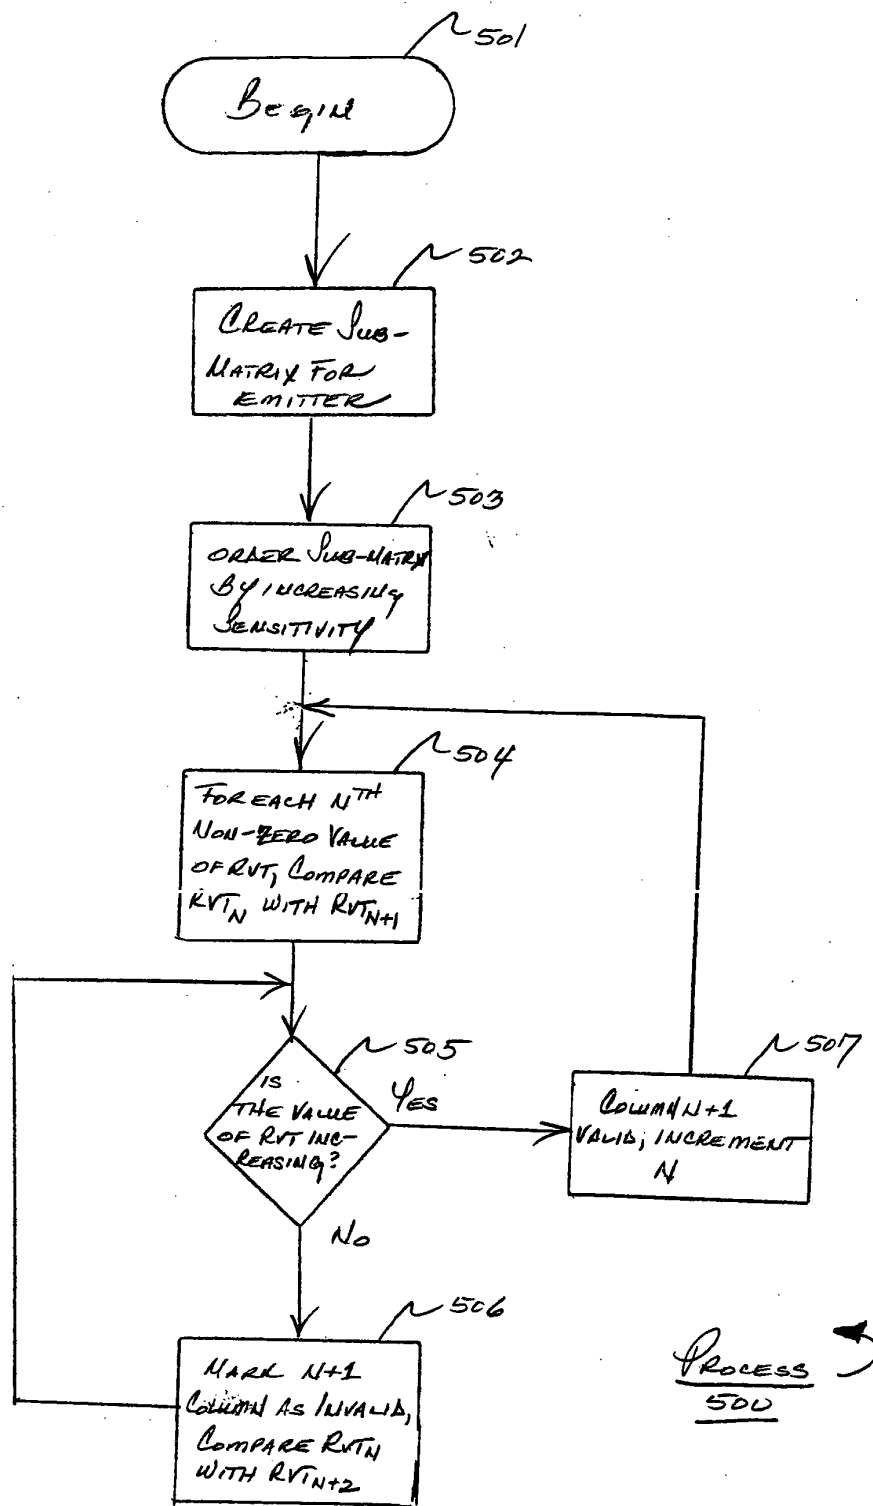 501
Begin
502
Create Sub-
Matrix For
Emitter
503
Order Sub-Matrix
By Increasing
Sensitivity
504
For each Nth
Non-Zero Value
of RVT, Compare
RVTN with RVTN+1
505
Is
the Value
of RVT Inc-
reasing?
Yes
507
Column N+1
Valid; Increment
N
No
506
Mark N+1
Column as Invalid,
Compare RVTN
with RVTN+2
Process
500